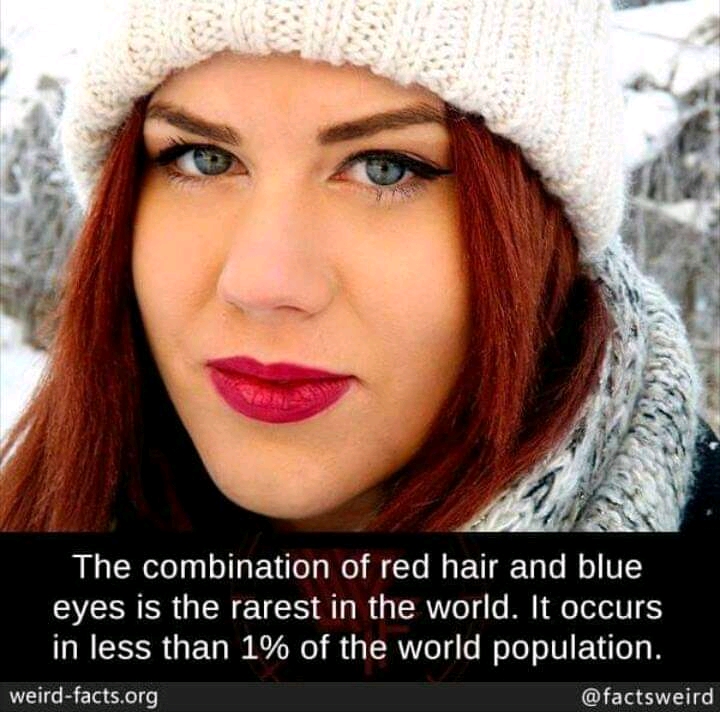 The combination of red hair and blue
eyes is the rarest in the world. It occurs
in less than 1% of the world population.
weird-facts.org
@factsweird